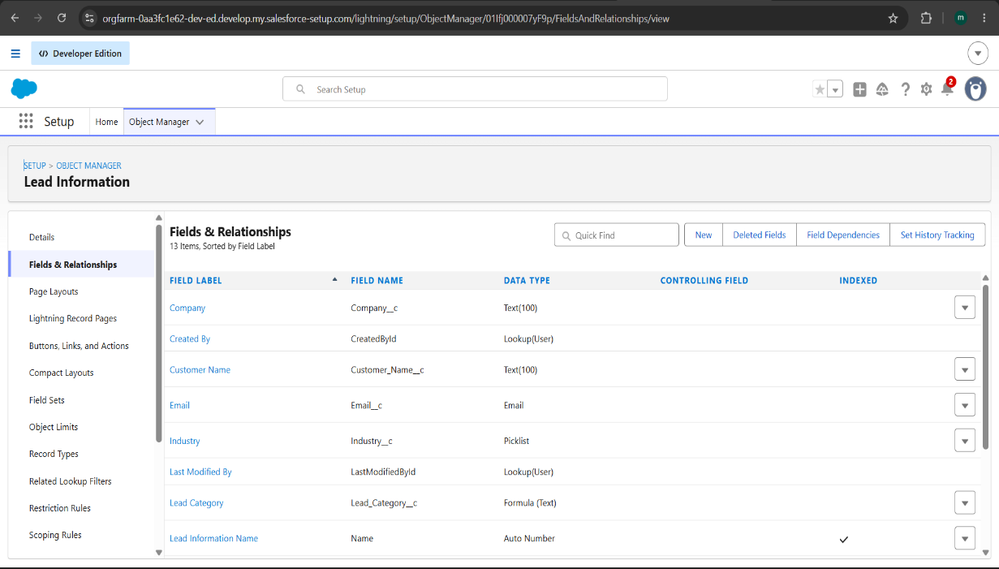 orgfarm-0aa3fc1e62-dev-ed.develop.my.salesforce-setup.com/lightning/setup/ObjectManager/01Ifj000007yF9p/FieldsAndRelationships/view
m
</> Developer Edition
Search Setup
2
Setup
Home
Object Manager
SETUP > OBJECT MANAGER
Lead Information
Details
Fields & Relationships
Page Layouts
Lightning Record Pages
Buttons, Links, and Actions
Compact Layouts
Field Sets
Object Limits
Record Types
Related Lookup Filters
Restriction Rules
Scoping Rules
Fields & Relationships
13 Items, Sorted by Field Label
Quick Find
New
Deleted Fields
Field Dependencies
Set History Tracking
FIELD LABEL FIELD NAME DATA TYPE CONTROLLING FIELD INDEXED
Company Company__c Text(100)
Created By CreatedById Lookup(User)
Customer Name Customer_Name__c Text(100)
Email Email__c Email
Industry Industry__c Picklist
Last Modified By LastModifiedById Lookup(User)
Lead Category Lead_Category__c Formula (Text)
Lead Information Name Name Auto Number